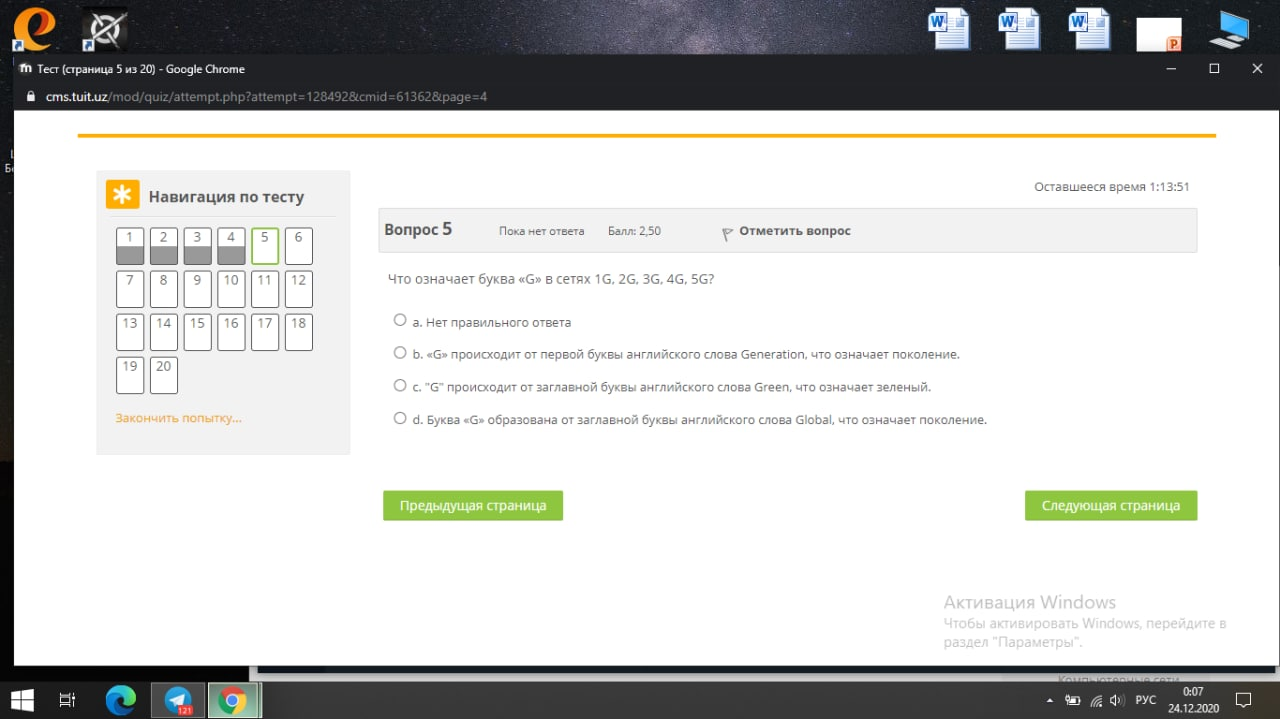 Тест (страница 5 из 20) - Google Chrome
cms.tuit.uz/mod/quiz/attempt.php?attempt=128492&cmid=61362&page=4
Навигация по тесту
1 2 3 4 5 6
7 8 9 10 11 12
13 14 15 16 17 18
19 20
Закончить попытку...
Оставшееся время 1:13:51
Вопрос 5 Пока нет ответа Балл: 2,50 Отметить вопрос
Что означает буква «G» в сетях 1G, 2G, 3G, 4G, 5G?
a. Нет правильного ответа
b. «G» происходит от первой буквы английского слова Generation, что означает поколение.
c. "G" происходит от заглавной буквы английского слова Green, что означает зеленый.
d. Буква «G» образована от заглавной буквы английского слова Global, что означает поколение.
Предыдущая страница Следующая страница
Активация Windows
Чтобы активировать Windows, перейдите в
раздел "Параметры".
Компьютерные сети
121
РУС
0:07
24.12.2020